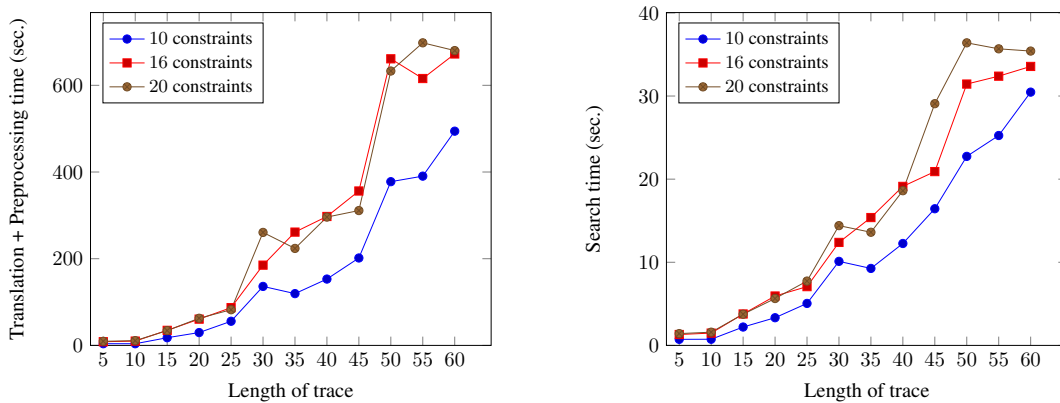 Translation + Preprocessing time (sec.)
600
400
200
0
10 constraints
16 constraints
20 constraints
5 10 15 20 25 30 35 40 45 50 55 60
Length of trace
Search time (sec.)
40
30
20
10
0
10 constraints
16 constraints
20 constraints
5 10 15 20 25 30 35 40 45 50 55 60
Length of trace